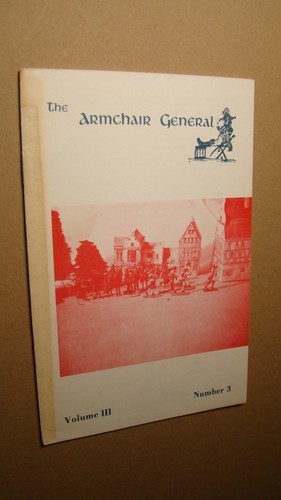 The Armchair General
Volume III
Number 3